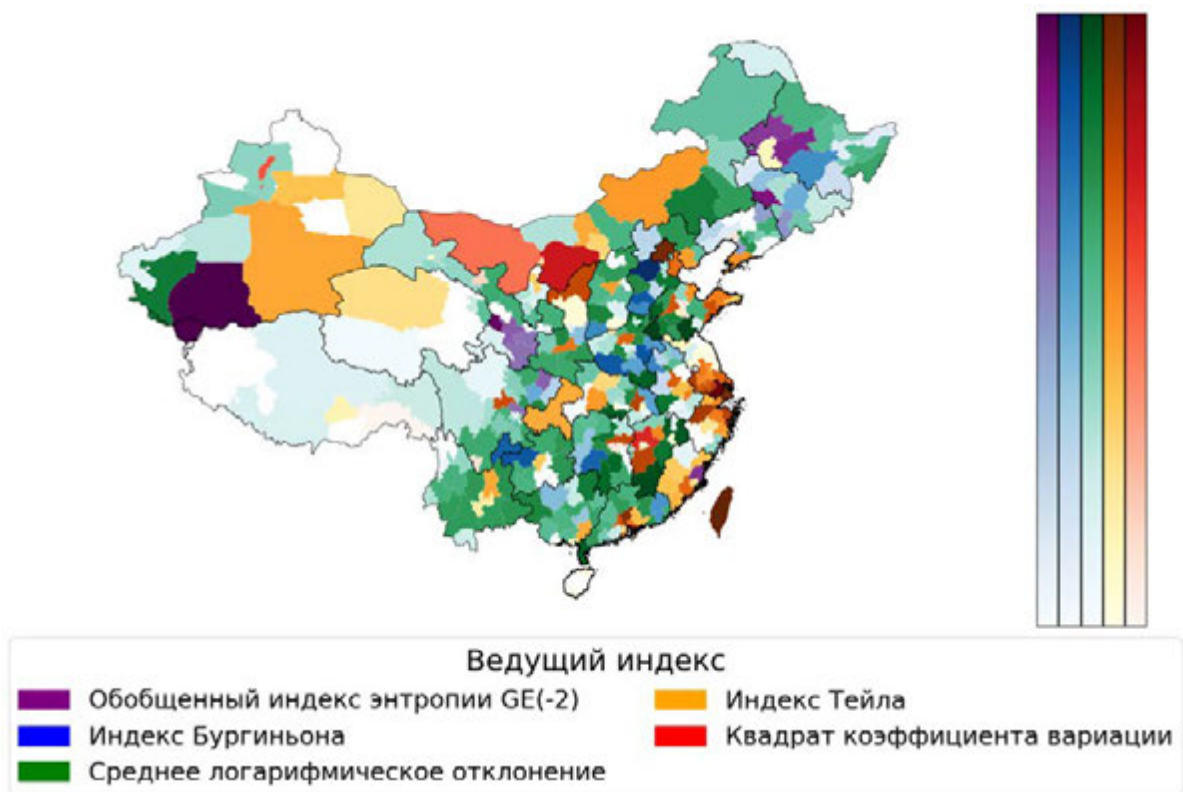 Ведущий индекс
Обобщенный индекс энтропии GE(-2)
Индекс Бургиньона
Среднее логарифмическое отклонение
Индекс Тейла
Квадрат коэффициента вариации